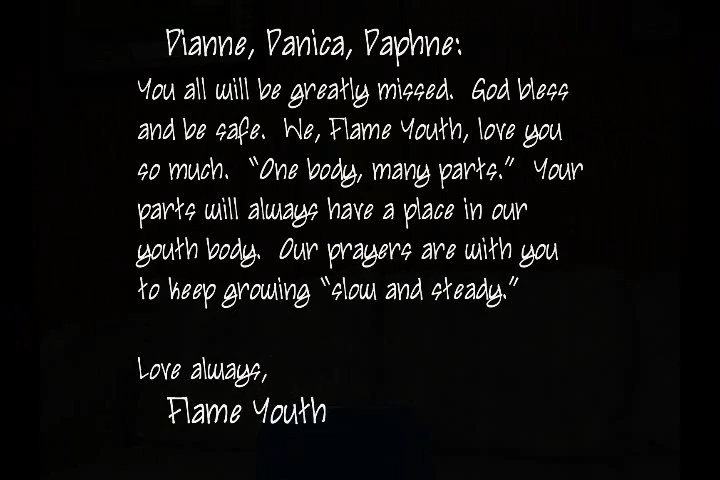 Dianne, Danica, Daphne:
You all will be greatly missed. God bless
and be safe. We, Flame Youth, love you
so much. "One body, many parts." Your
parts will always have a place in our
youth body. Our prayers are with you
to keep growing "slow and steady."
Love always,
Flame Youth